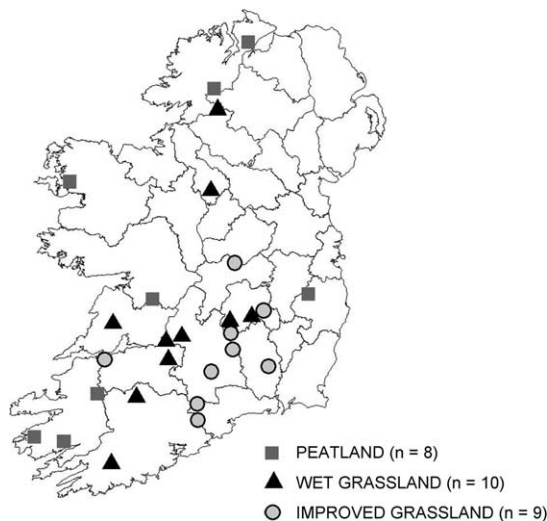 PEATLAND (n = 8)
WET GRASSLAND (n = 10)
IMPROVED GRASSLAND (n = 9)